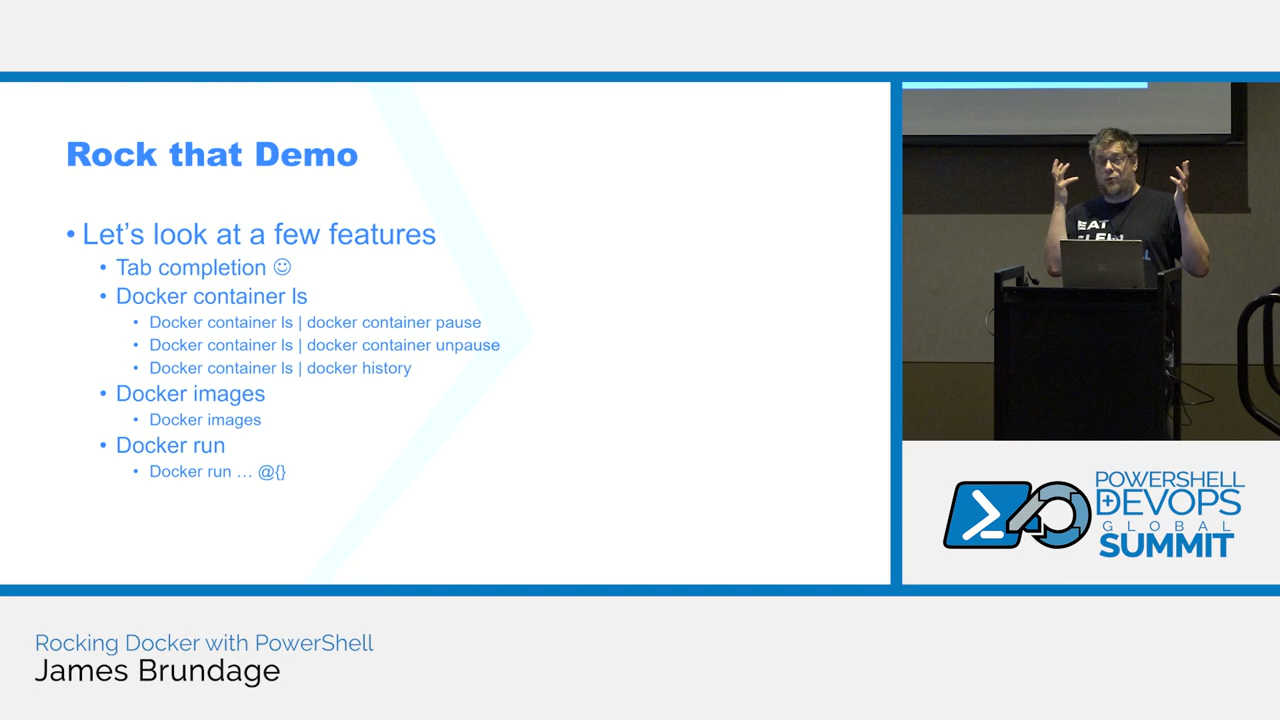 Rock that Demo
• Let’s look at a few features
• Tab completion ☺
• Docker container ls
• Docker container ls | docker container pause
• Docker container ls | docker container unpause
• Docker container ls | docker history
• Docker images
• Docker images
• Docker run
• Docker run … @{}
EAT
POWERSHELL
+DEVOPS
GLOBAL
SUMMIT
Rocking Docker with PowerShell
James Brundage